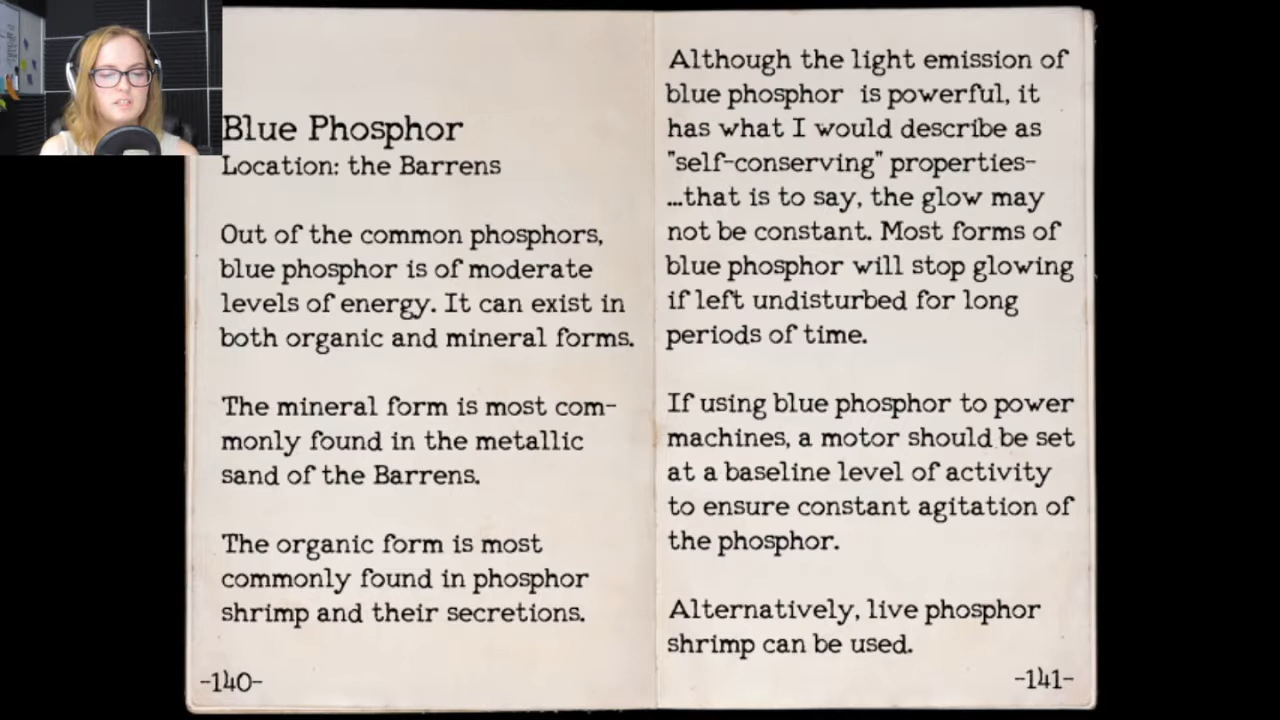 Blue Phosphor
Location: the Barrens
Out of the common phosphors,
blue phosphor is of moderate
levels of energy. It can exist in
both organic and mineral forms.
The mineral form is most com-
monly found in the metallic
sand of the Barrens.
The organic form is most
commonly found in phosphor
shrimp and their secretions.
-140-
Although the light emission of
blue phosphor is powerful, it
has what I would describe as
"self-conserving" properties-
...that is to say, the glow may
not be constant. Most forms of
blue phosphor will stop glowing
if left undisturbed for long
periods of time.
If using blue phosphor to power
machines, a motor should be set
at a baseline level of activity
to ensure constant agitation of
the phosphor.
Alternatively, live phosphor
shrimp can be used.
-141-